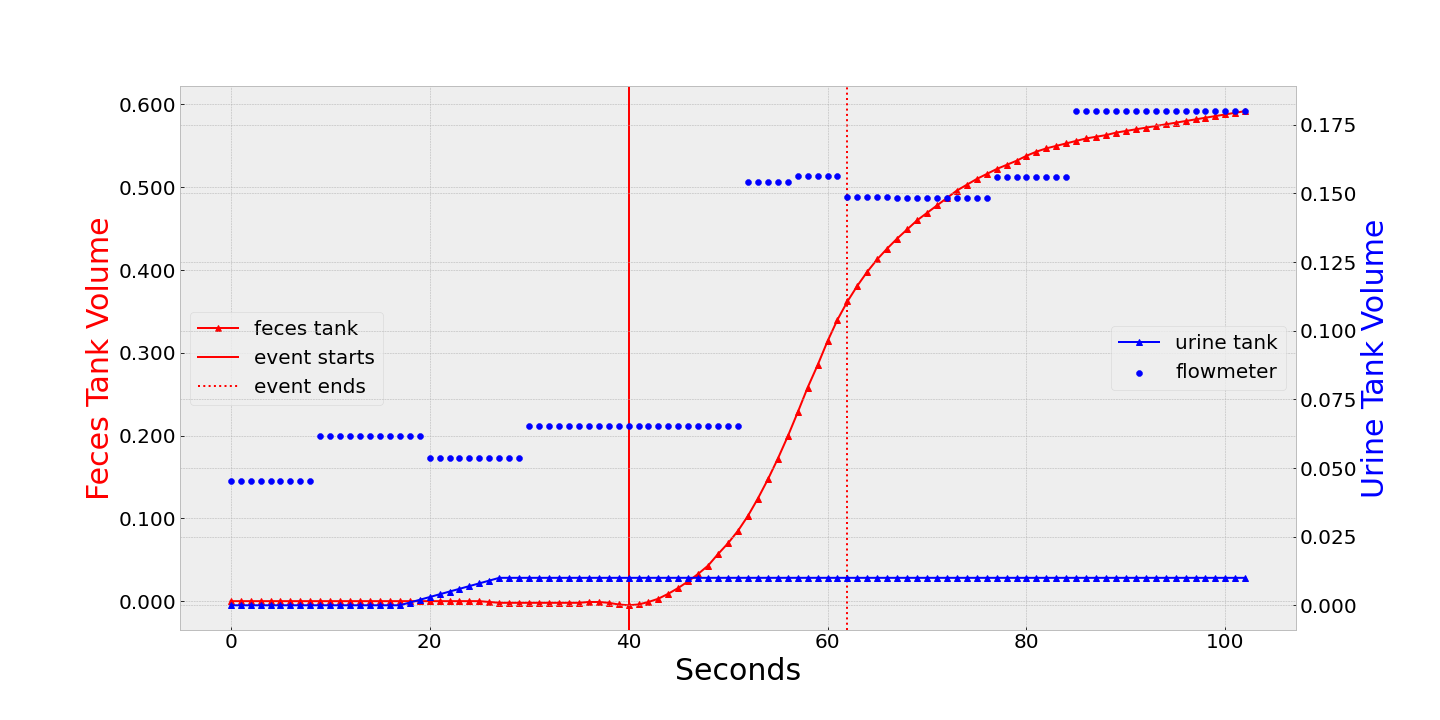 0.600
0.500
0.400
0.300
0.200
0.100
0.000
Feces Tank Volume
feces tank
event starts
event ends
urine tank
flowmeter
0.175
0.150
0.125
0.100
0.075
0.050
0.025
0.000
Urine Tank Volume
0 20 40 60 80 100
Seconds